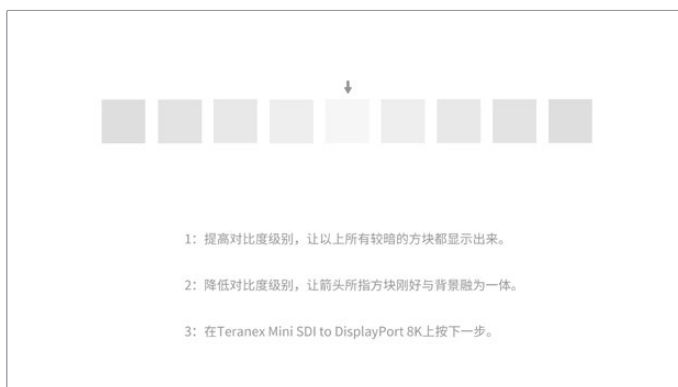 1：提高对比度级别，让以上所有较暗的方块都显示出来。
2：降低对比度级别，让箭头所指方块刚好与背景融为一体。
3：在Teranex Mini SDI to DisplayPort 8K上按下一步。